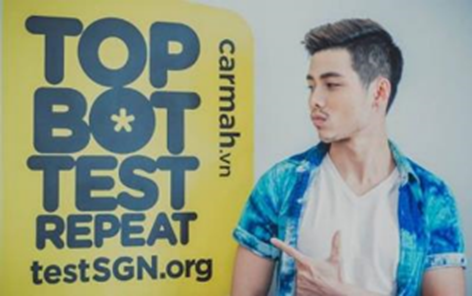 TOP
BOT
TEST
REPEAT
testSGN.org
carmah.vn